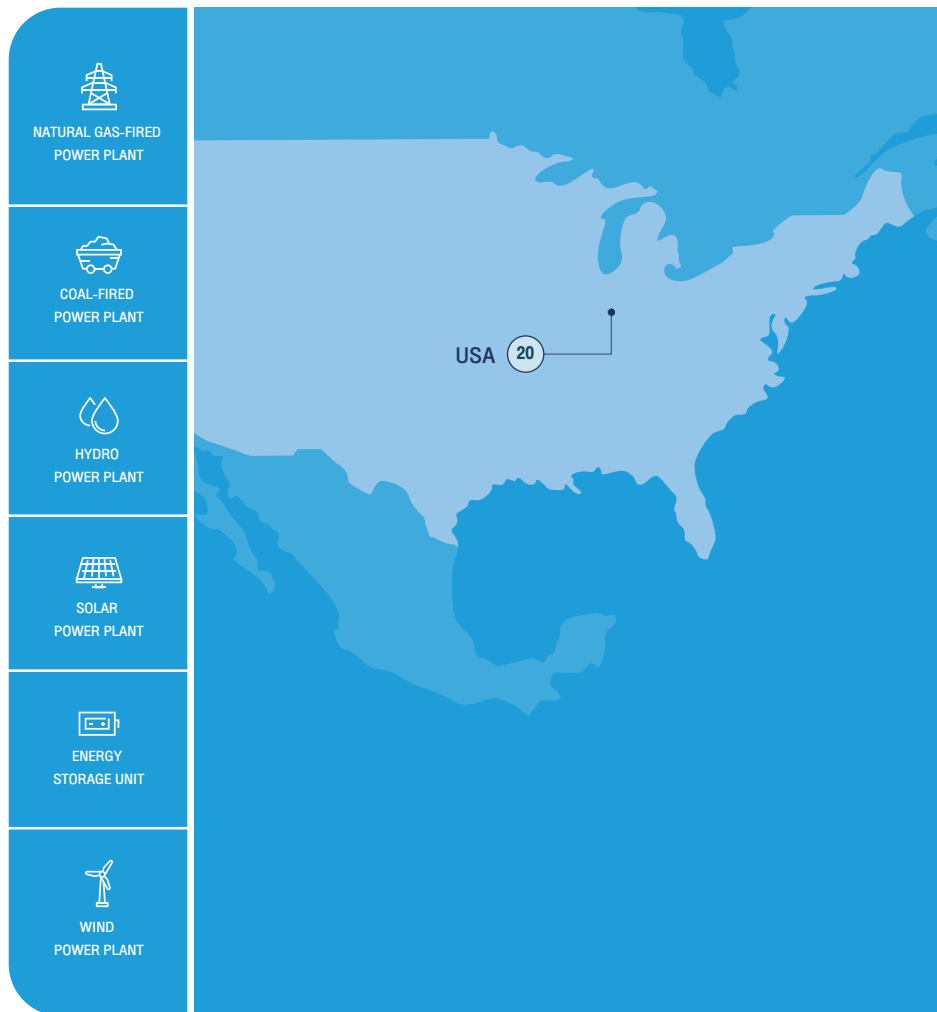 NATURAL GAS-FIRED
POWER PLANT
COAL-FIRED
POWER PLANT
HYDRO
POWER PLANT
SOLAR
POWER PLANT
ENERGY
STORAGE UNIT
WIND
POWER PLANT
USA 20